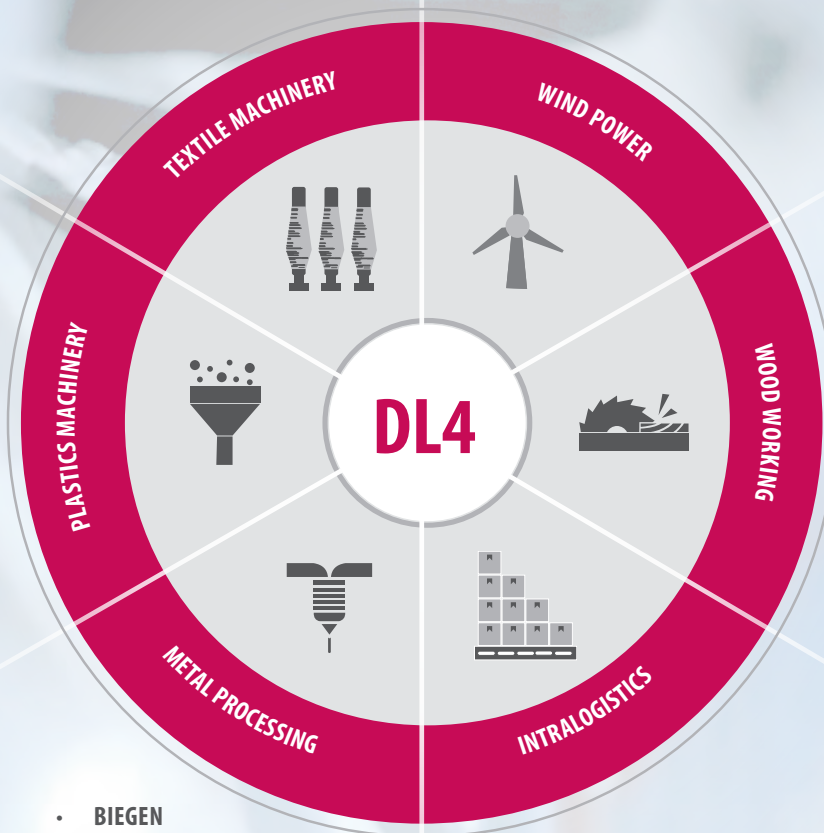 TEXTILE MACHINERY
WIND POWER
PLASTICS MACHINERY
DL4
WOOD WORKING
METAL PROCESSING
INTRALOGISTICS
• BIEGEN